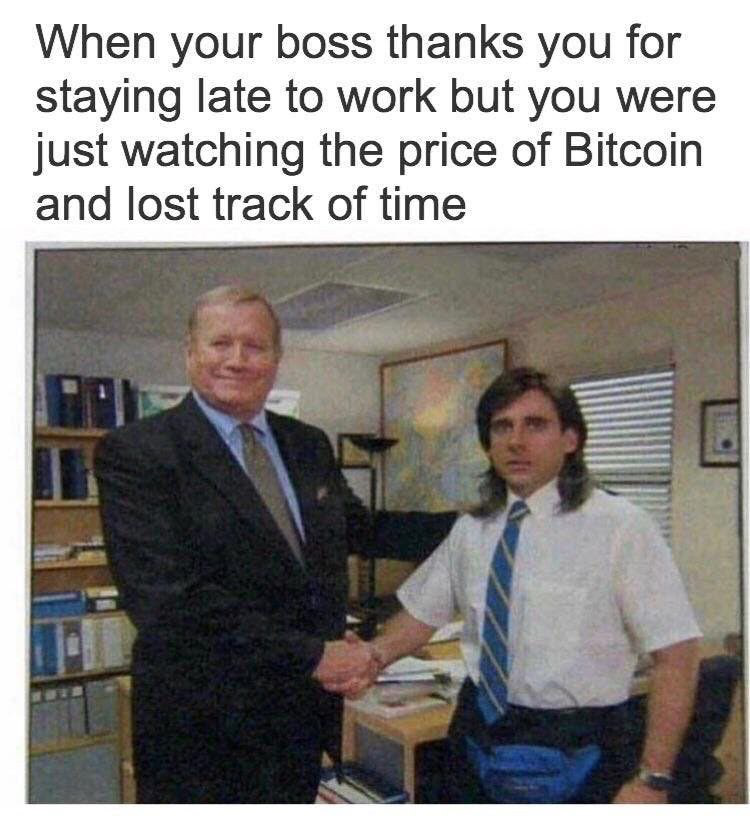 When your boss thanks you for
staying late to work but you were
just watching the price of Bitcoin
and lost track of time